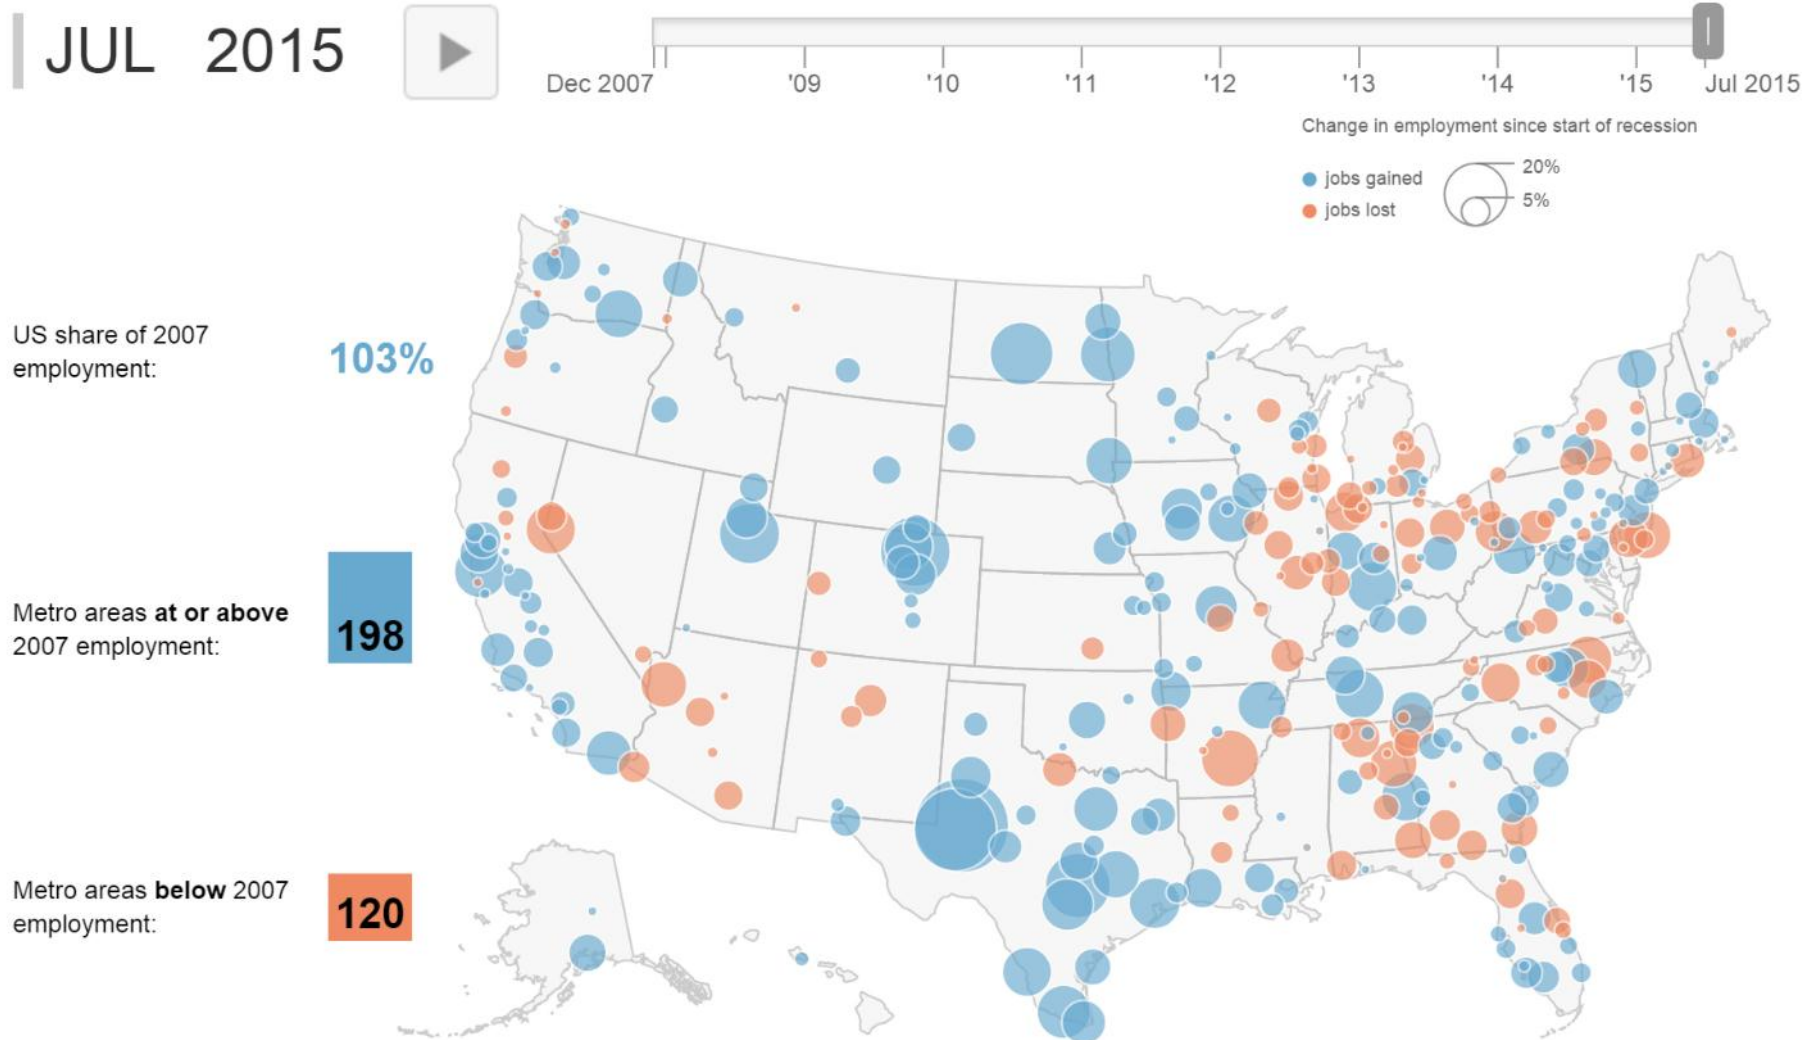 JUL 2015
Dec 2007 '09 '10 '11 '12 '13 '14 '15 Jul 2015
Change in employment since start of recession
jobs gained
jobs lost
20%
5%
US share of 2007
employment:
103%
Metro areas at or above
2007 employment:
198
Metro areas below 2007
employment:
120